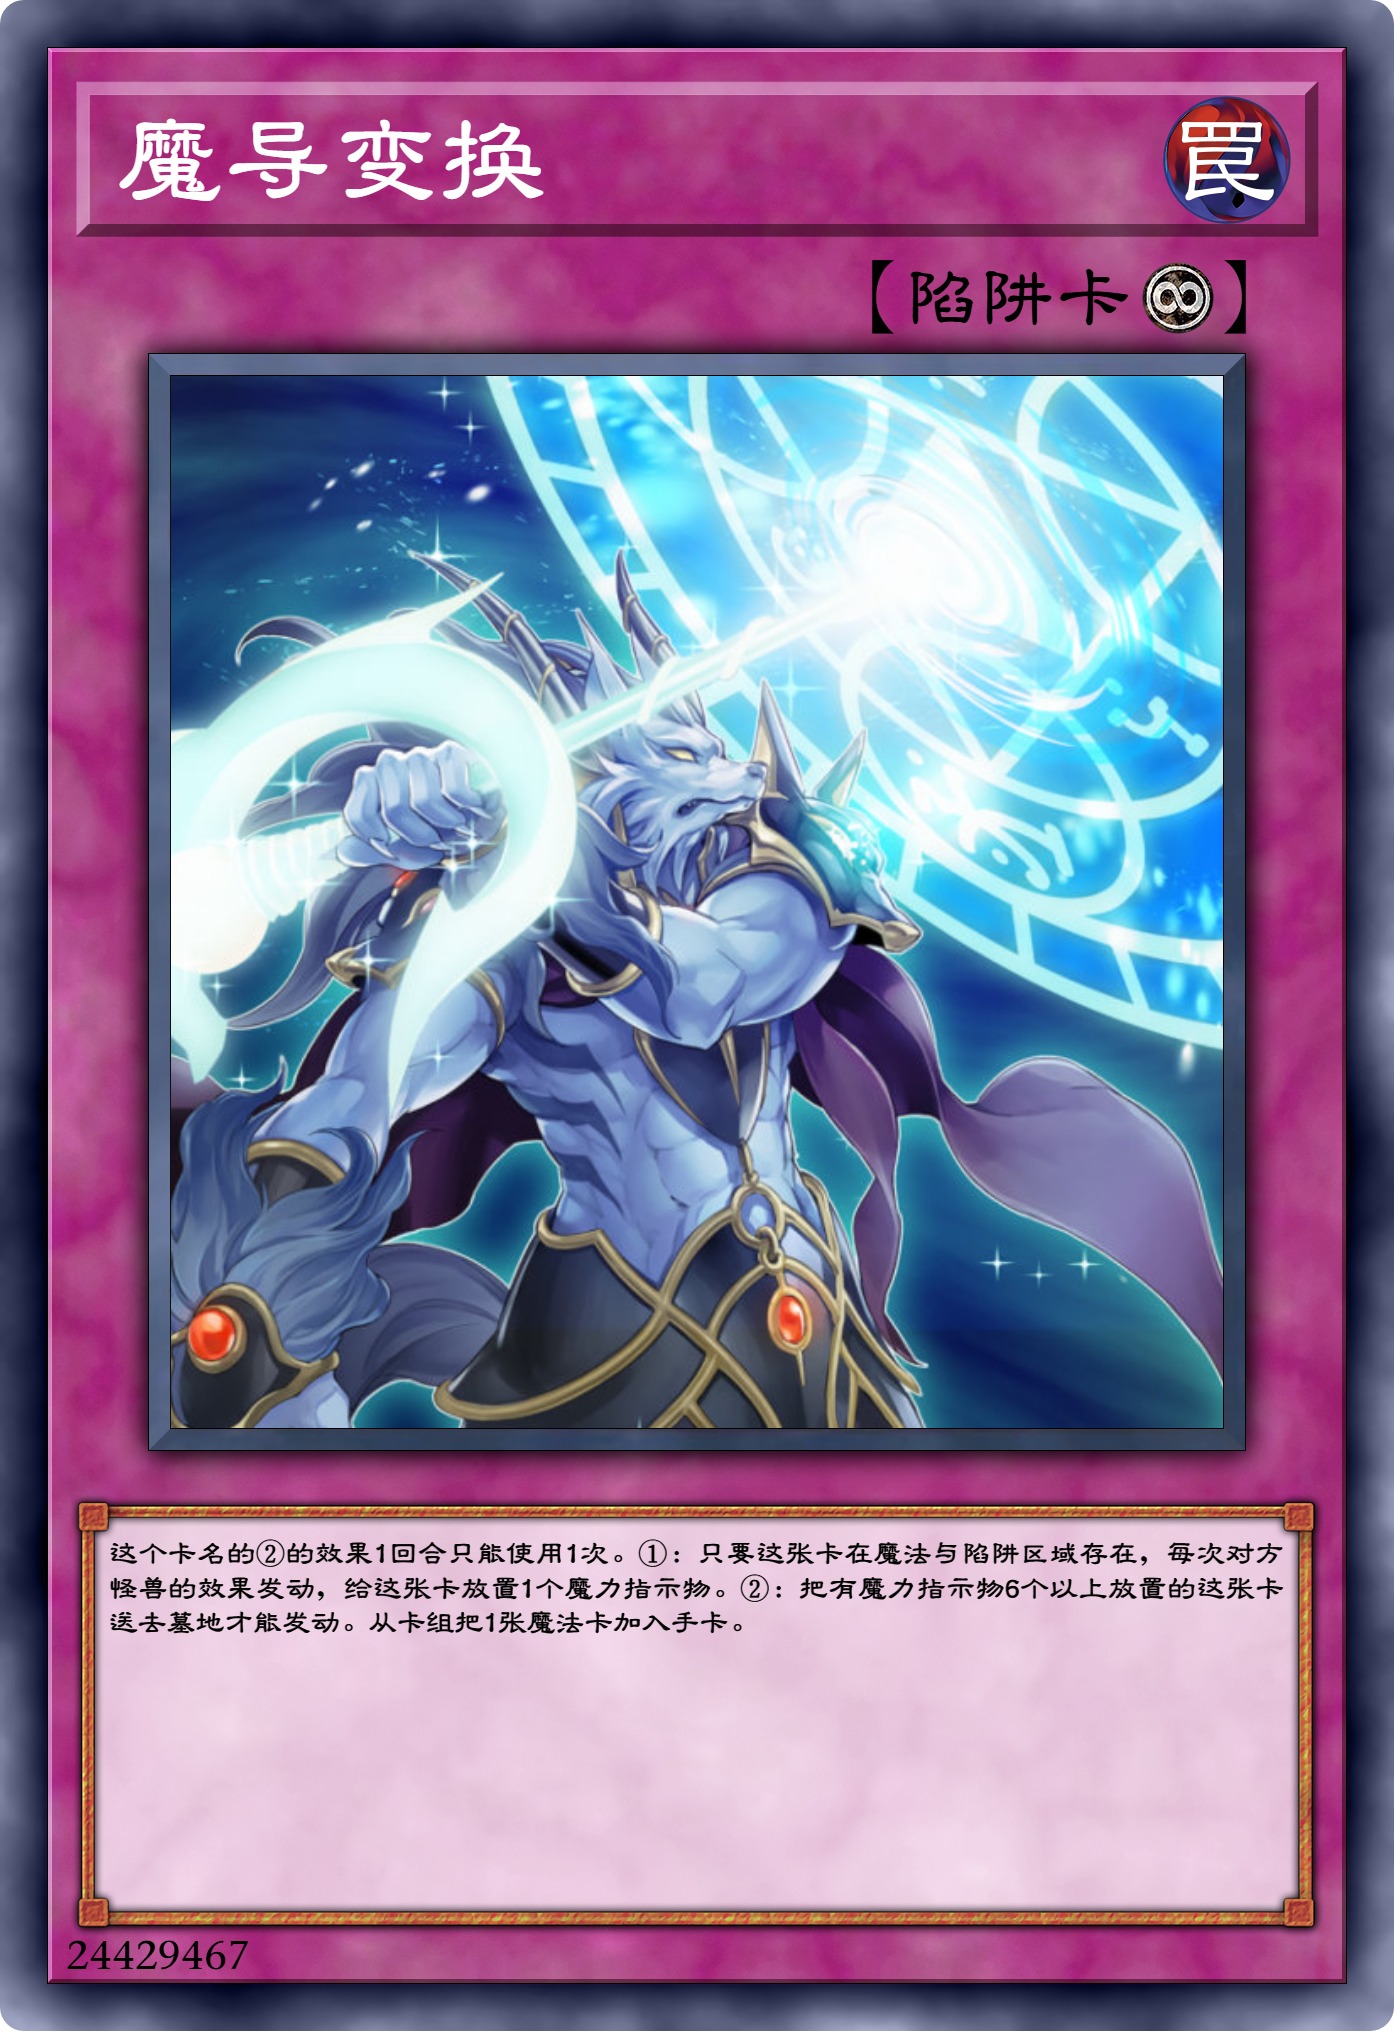 魔导变换
罠
【陷阱卡】
这个卡名的②的效果1回合只能使用1次。①：只要这张卡在魔法与陷阱区域存在，每次对方
怪兽的效果发动，给这张卡放置1个魔力指示物。②：把有魔力指示物6个以上放置的这张卡
送去墓地才能发动。从卡组把1张魔法卡加入手卡。
24429467